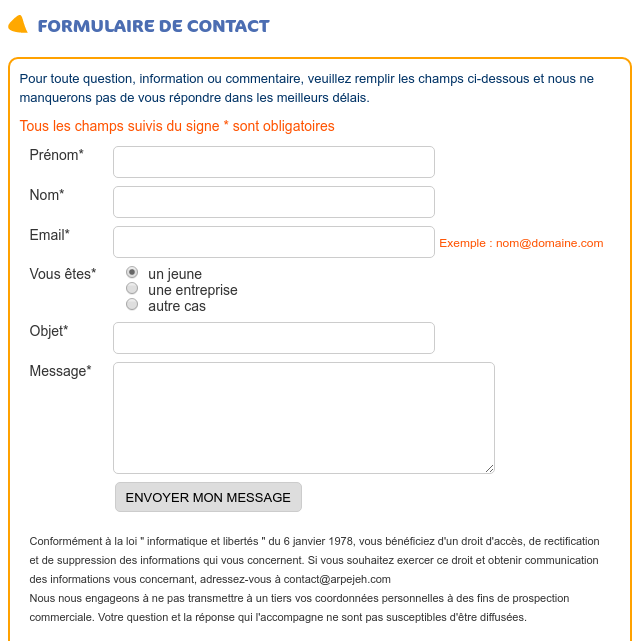 FORMULAIRE DE CONTACT
Pour toute question, information ou commentaire, veuillez remplir les champs ci-dessous et nous ne
manquerons pas de vous répondre dans les meilleurs délais.
Tous les champs suivis du signe * sont obligatoires
Prénom*
Nom*
Email*
Exemple : nom@domaine.com
Vous êtes*
un jeune
une entreprise
autre cas
Objet*
Message*
ENVOYER MON MESSAGE
Conformément à la loi " informatique et libertés " du 6 janvier 1978, vous bénéficiez d'un droit d'accès, de rectification
et de suppression des informations qui vous concernent. Si vous souhaitez exercer ce droit et obtenir communication
des informations vous concernant, adressez-vous à contact@arpejeh.com
Nous nous engageons à ne pas transmettre à un tiers vos coordonnées personnelles à des fins de prospection
commerciale. Votre question et la réponse qui l'accompagne ne sont pas susceptibles d'être diffusées.